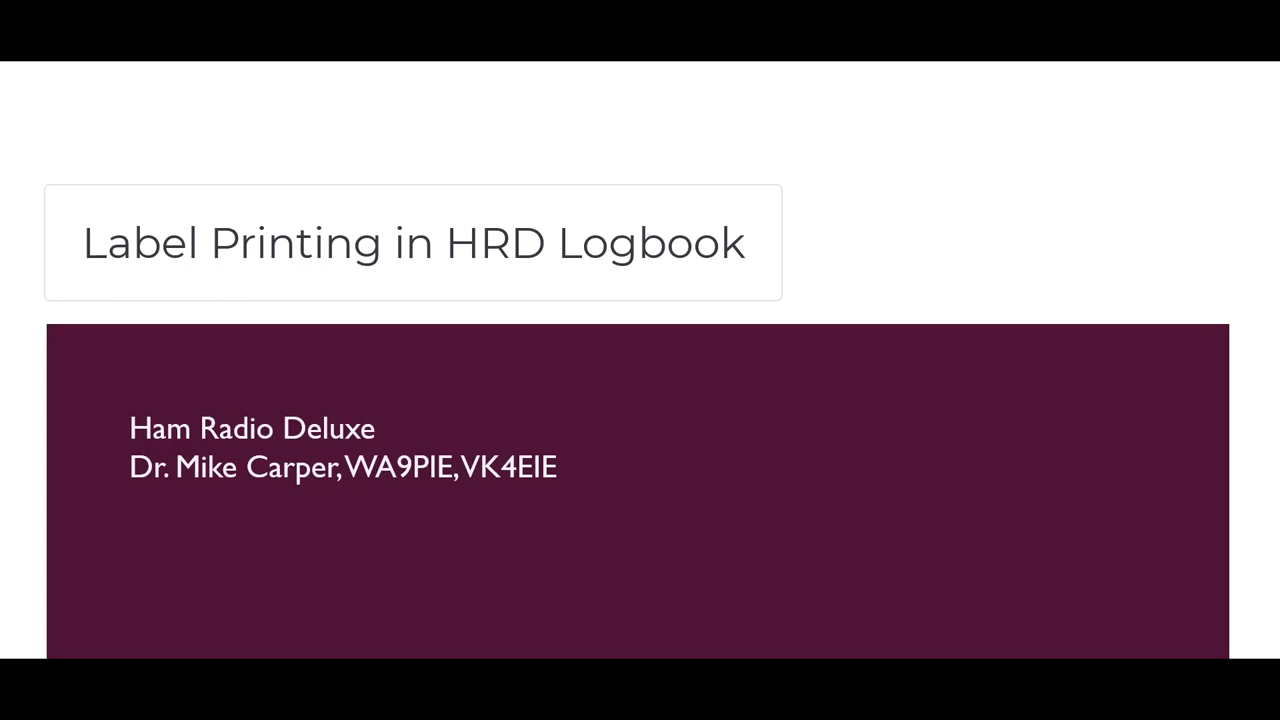 Label Printing in HRD Logbook
Ham Radio Deluxe
Dr. Mike Carper, WA9PIE, VK4EIE